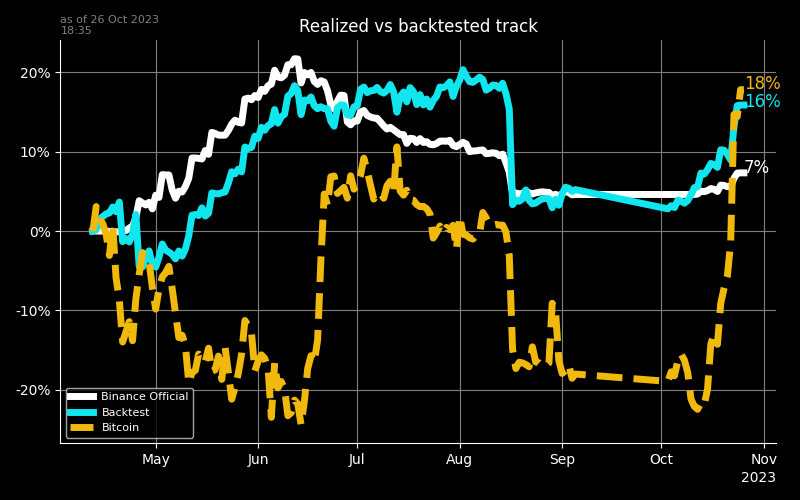 as of 26 Oct 2023
18:35
Realized vs backtested track
20%
10%
0%
-10%
-20%
18%
16%
7%
Binance Official
Backtest
Bitcoin
May
Jun
Jul
Aug
Sep
Oct
Nov
2023